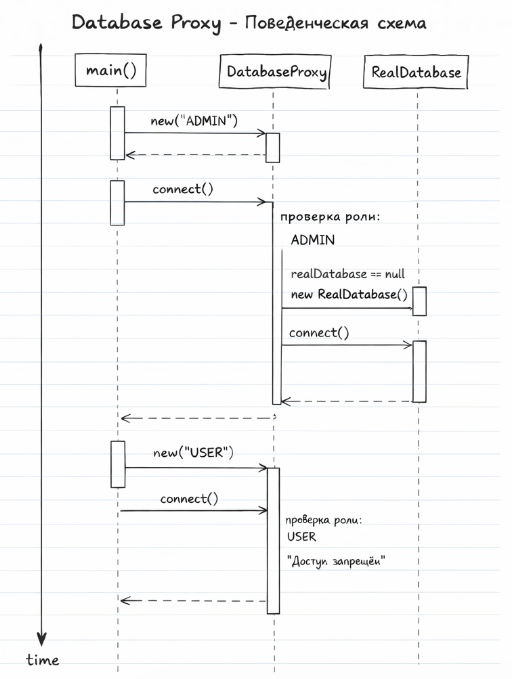 Database Proxy – Поведенческая схема
main()
DatabaseProxy
RealDatabase
new("ADMIN")
connect()
проверка роли:
ADMIN
realDatabase == null
new RealDatabase()
connect()
new("USER")
connect()
проверка роли:
USER
"Доступ запрещён"
time